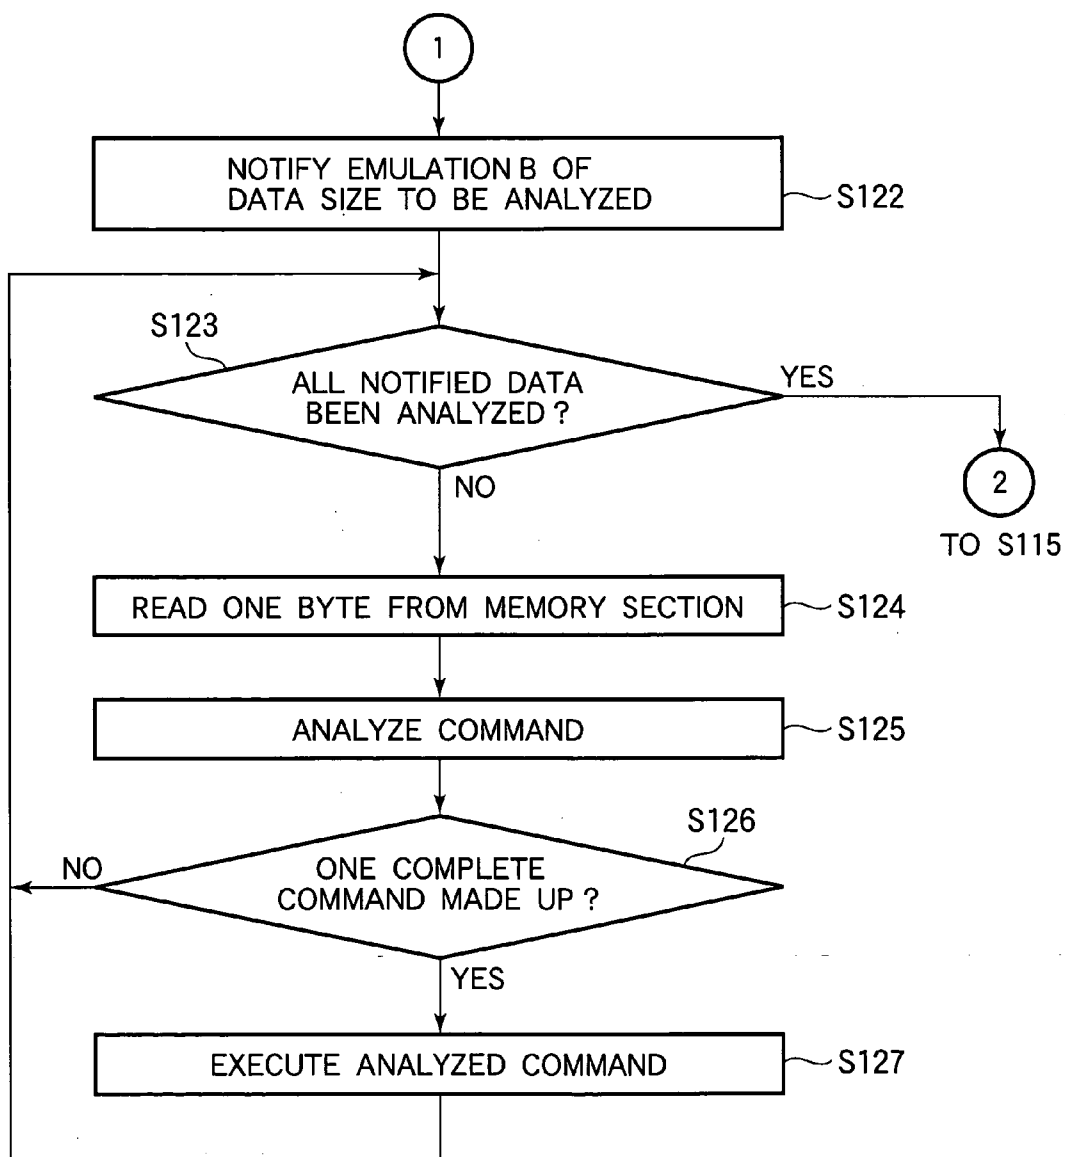 1
NOTIFY EMULATION B OF
DATA SIZE TO BE ANALYZED
S122
S123
ALL NOTIFIED DATA
BEEN ANALYZED ?
YES
NO
2
TO S115
READ ONE BYTE FROM MEMORY SECTION
S124
ANALYZE COMMAND
S125
S126
NO
ONE COMPLETE
COMMAND MADE UP ?
YES
EXECUTE ANALYZED COMMAND
S127